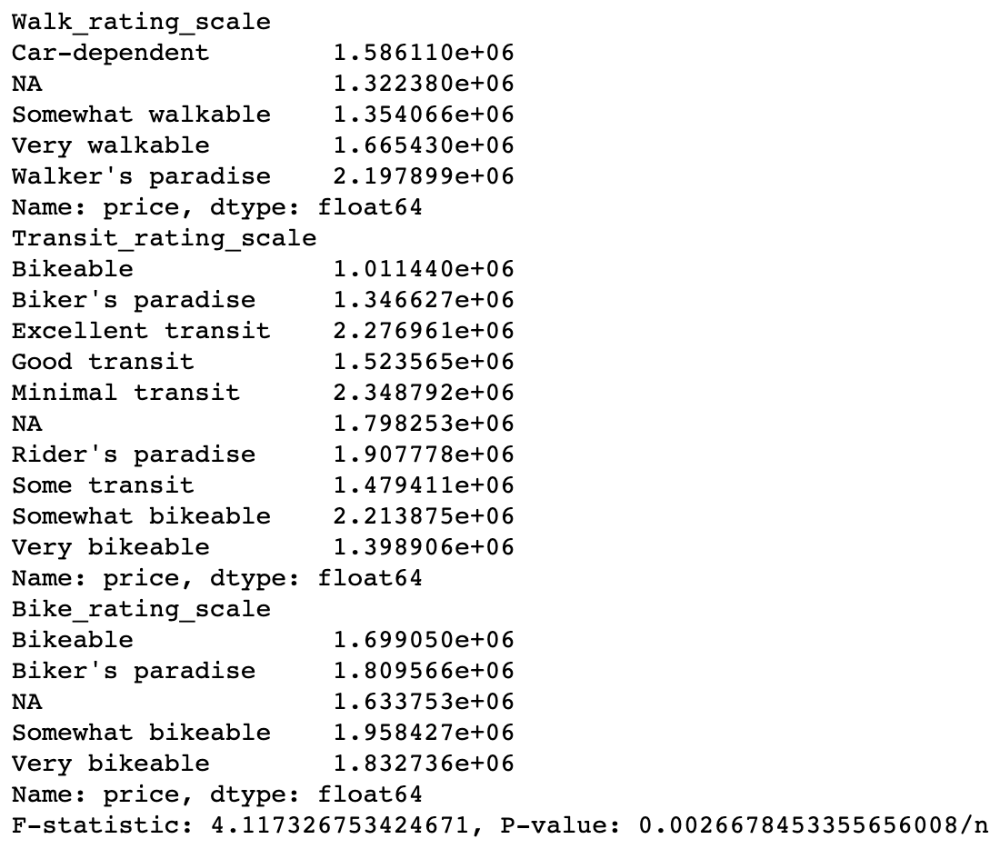 Walk_rating_scale
Car-dependent 1.586110e+06
NA 1.322380e+06
Somewhat walkable 1.354066e+06
Very walkable 1.665430e+06
Walker's paradise 2.197899e+06
Name: price, dtype: float64
Transit_rating_scale
Bikeable 1.011440e+06
Biker's paradise 1.346627e+06
Excellent transit 2.276961e+06
Good transit 1.523565e+06
Minimal transit 2.348792e+06
NA 1.798253e+06
Rider's paradise 1.907778e+06
Some transit 1.479411e+06
Somewhat bikeable 2.213875e+06
Very bikeable 1.398906e+06
Name: price, dtype: float64
Bike_rating_scale
Bikeable 1.699050e+06
Biker's paradise 1.809566e+06
NA 1.633753e+06
Somewhat bikeable 1.958427e+06
Very bikeable 1.832736e+06
Name: price, dtype: float64
F-statistic: 4.117326753424671, P-value: 0.0026678453355656008/n